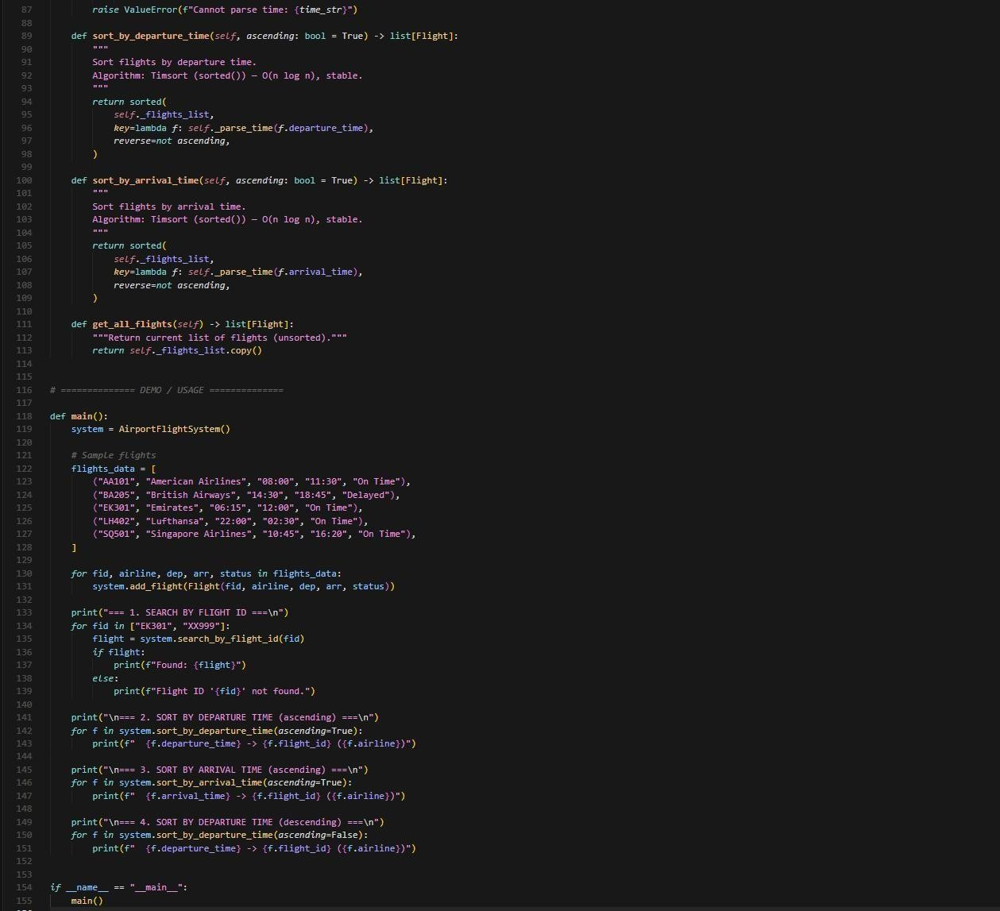 87 raise ValueError(f"Cannot parse time: {time_str}")
88
89 def sort_by_departure_time(self, ascending: bool = True) -> list[Flight]:
90 """
91 Sort flights by departure time.
92 Algorithm: Timsort (sorted()) — O(n log n), stable.
93 """
94 return sorted(
95 self._flights_list,
96 key=lambda f: self._parse_time(f.departure_time),
97 reverse=not ascending,
98 )
99
100 def sort_by_arrival_time(self, ascending: bool = True) -> list[Flight]:
101 """
102 Sort flights by arrival time.
103 Algorithm: Timsort (sorted()) — O(n log n), stable.
104 """
105 return sorted(
106 self._flights_list,
107 key=lambda f: self._parse_time(f.arrival_time),
108 reverse=not ascending,
109 )
110
111 def get_all_flights(self) -> list[Flight]:
112 """Return current list of flights (unsorted)."""
113 return self._flights_list.copy()
114
115
116 # ============== DEMO / USAGE ==============
117
118 def main():
119 system = AirportFlightSystem()
120
121 # Sample flights
122 flights_data = [
123 ("AA101", "American Airlines", "08:00", "11:30", "On Time"),
124 ("BA205", "British Airways", "14:30", "18:45", "Delayed"),
125 ("EK301", "Emirates", "06:15", "12:00", "On Time"),
126 ("LH402", "Lufthansa", "22:00", "02:30", "On Time"),
127 ("SQ501", "Singapore Airlines", "10:45", "16:20", "On Time"),
128 ]
129
130 for fid, airline, dep, arr, status in flights_data:
131 system.add_flight(Flight(fid, airline, dep, arr, status))
132
133 print("=== 1. SEARCH BY FLIGHT ID ===\n")
134 for fid in ["EK301", "XX999"]:
135 flight = system.search_by_flight_id(fid)
136 if flight:
137 print(f"Found: {flight}")
138 else:
139 print(f"Flight ID '{fid}' not found.")
140
141 print("\n=== 2. SORT BY DEPARTURE TIME (ascending) ===\n")
142 for f in system.sort_by_departure_time(ascending=True):
143 print(f"  {f.departure_time} -> {f.flight_id} ({f.airline})")
144
145 print("\n=== 3. SORT BY ARRIVAL TIME (ascending) ===\n")
146 for f in system.sort_by_arrival_time(ascending=True):
147 print(f"  {f.arrival_time} -> {f.flight_id} ({f.airline})")
148
149 print("\n=== 4. SORT BY DEPARTURE TIME (descending) ===\n")
150 for f in system.sort_by_departure_time(ascending=False):
151 print(f"  {f.departure_time} -> {f.flight_id} ({f.airline})")
152
153
154 if __name__ == "__main__":
155 main()